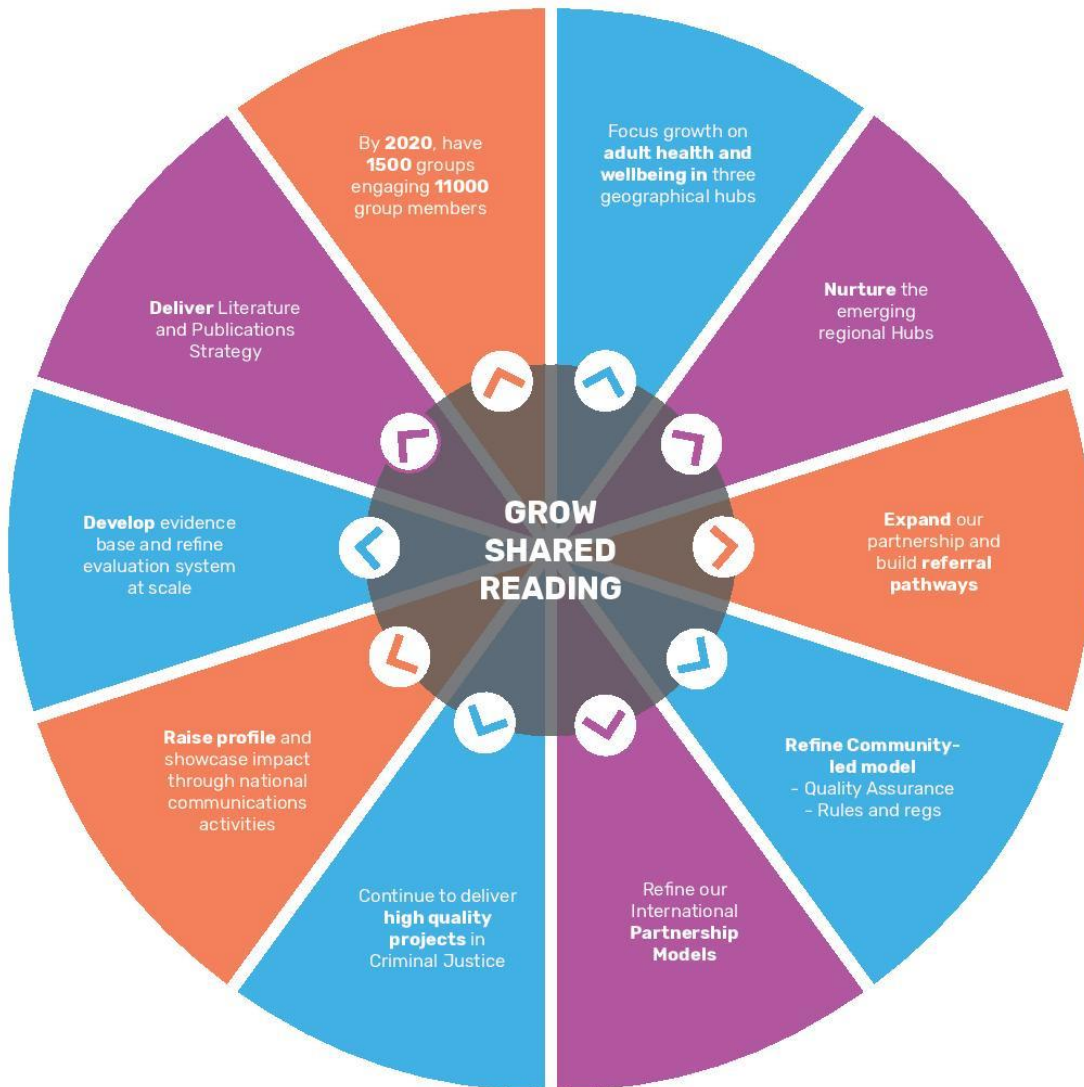 By 2020, have
1500 groups
engaging 11000
group members
Focus growth on
adult health and
wellbeing in three
geographical hubs
Nurture the
emerging
regional Hubs
Expand our
partnership and
build referral
pathways
Refine Community-
led model
- Quality Assurance
- Rules and regs
Refine our
International
Partnership
Models
Continue to deliver
high quality
projects in
Criminal Justice
Raise profile and
showcase impact
through national
communications
activities
Develop evidence
base and refine
evaluation system
at scale
Deliver Literature
and Publications
Strategy
GROW
SHARED
READING